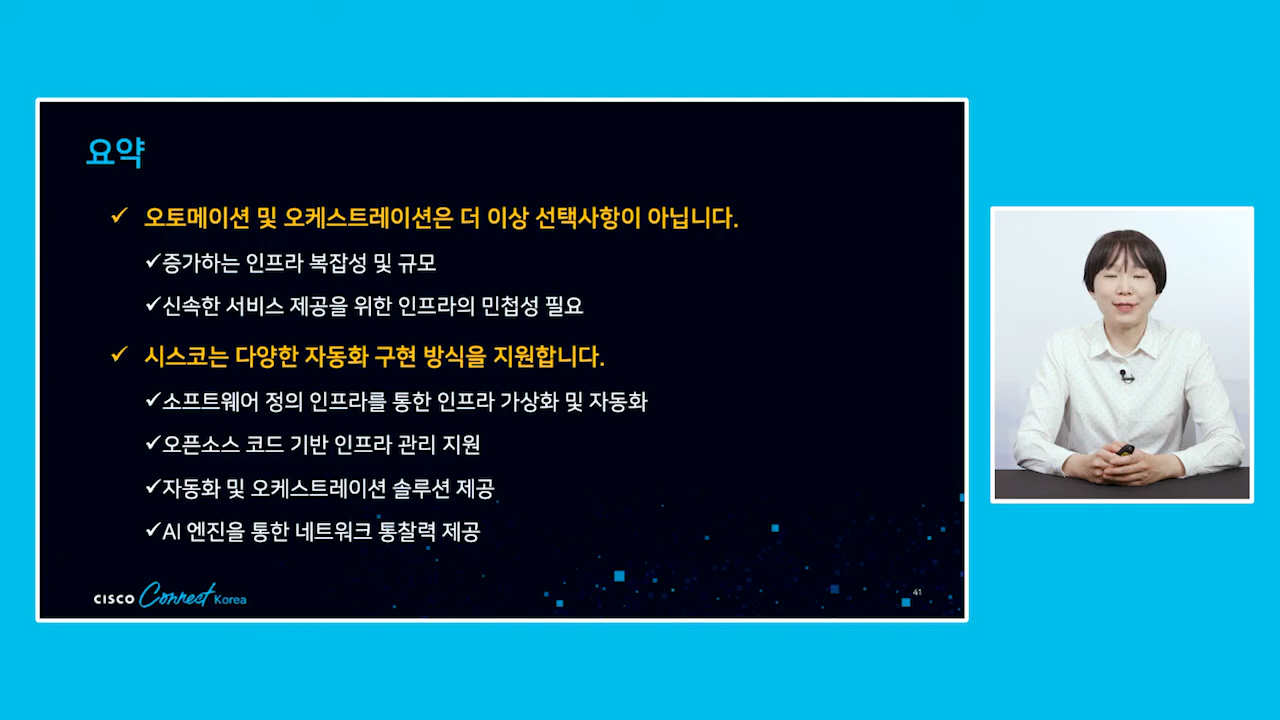 요약
✓ 오토메이션 및 오케스트레이션은 더 이상 선택사항이 아닙니다.
✓증가하는 인프라 복잡성 및 규모
✓신속한 서비스 제공을 위한 인프라의 민첩성 필요
✓ 시스코는 다양한 자동화 구현 방식을 지원합니다.
✓소프트웨어 정의 인프라를 통한 인프라 가상화 및 자동화
✓오픈소스 코드 기반 인프라 관리 지원
✓자동화 및 오케스트레이션 솔루션 제공
✓AI 엔진을 통한 네트워크 통찰력 제공
CISCO Connect Korea
41